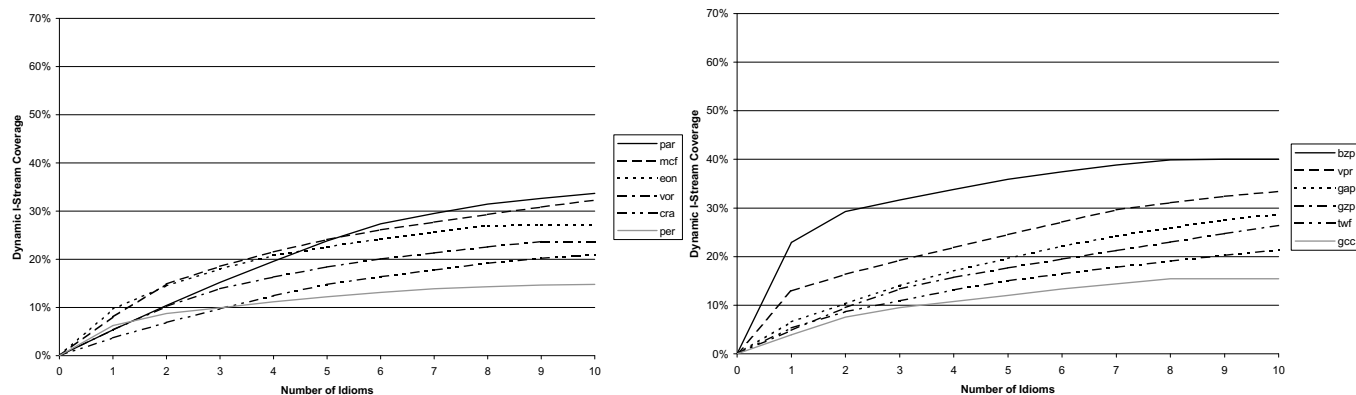 70%
60%
50%
40%
30%
20%
10%
0%
Dynamic I-Stream Coverage
0 1 2 3 4 5 6 7 8 9 10
Number of Idioms
par
mcf
eon
vor
cra
per
70%
60%
50%
40%
30%
20%
10%
0%
Dynamic I-Stream Coverage
0 1 2 3 4 5 6 7 8 9 10
Number of Idioms
bzp
vpr
gap
gzp
twf
gcc